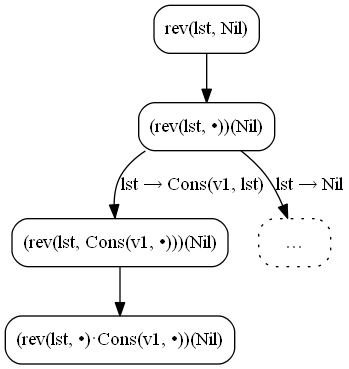 rev(lst, Nil)
(rev(lst, •))(Nil)
lst → Cons(v1, lst)
lst → Nil
(rev(lst, Cons(v1, •)))(Nil)
...
(rev(lst, •)·Cons(v1, •))(Nil)